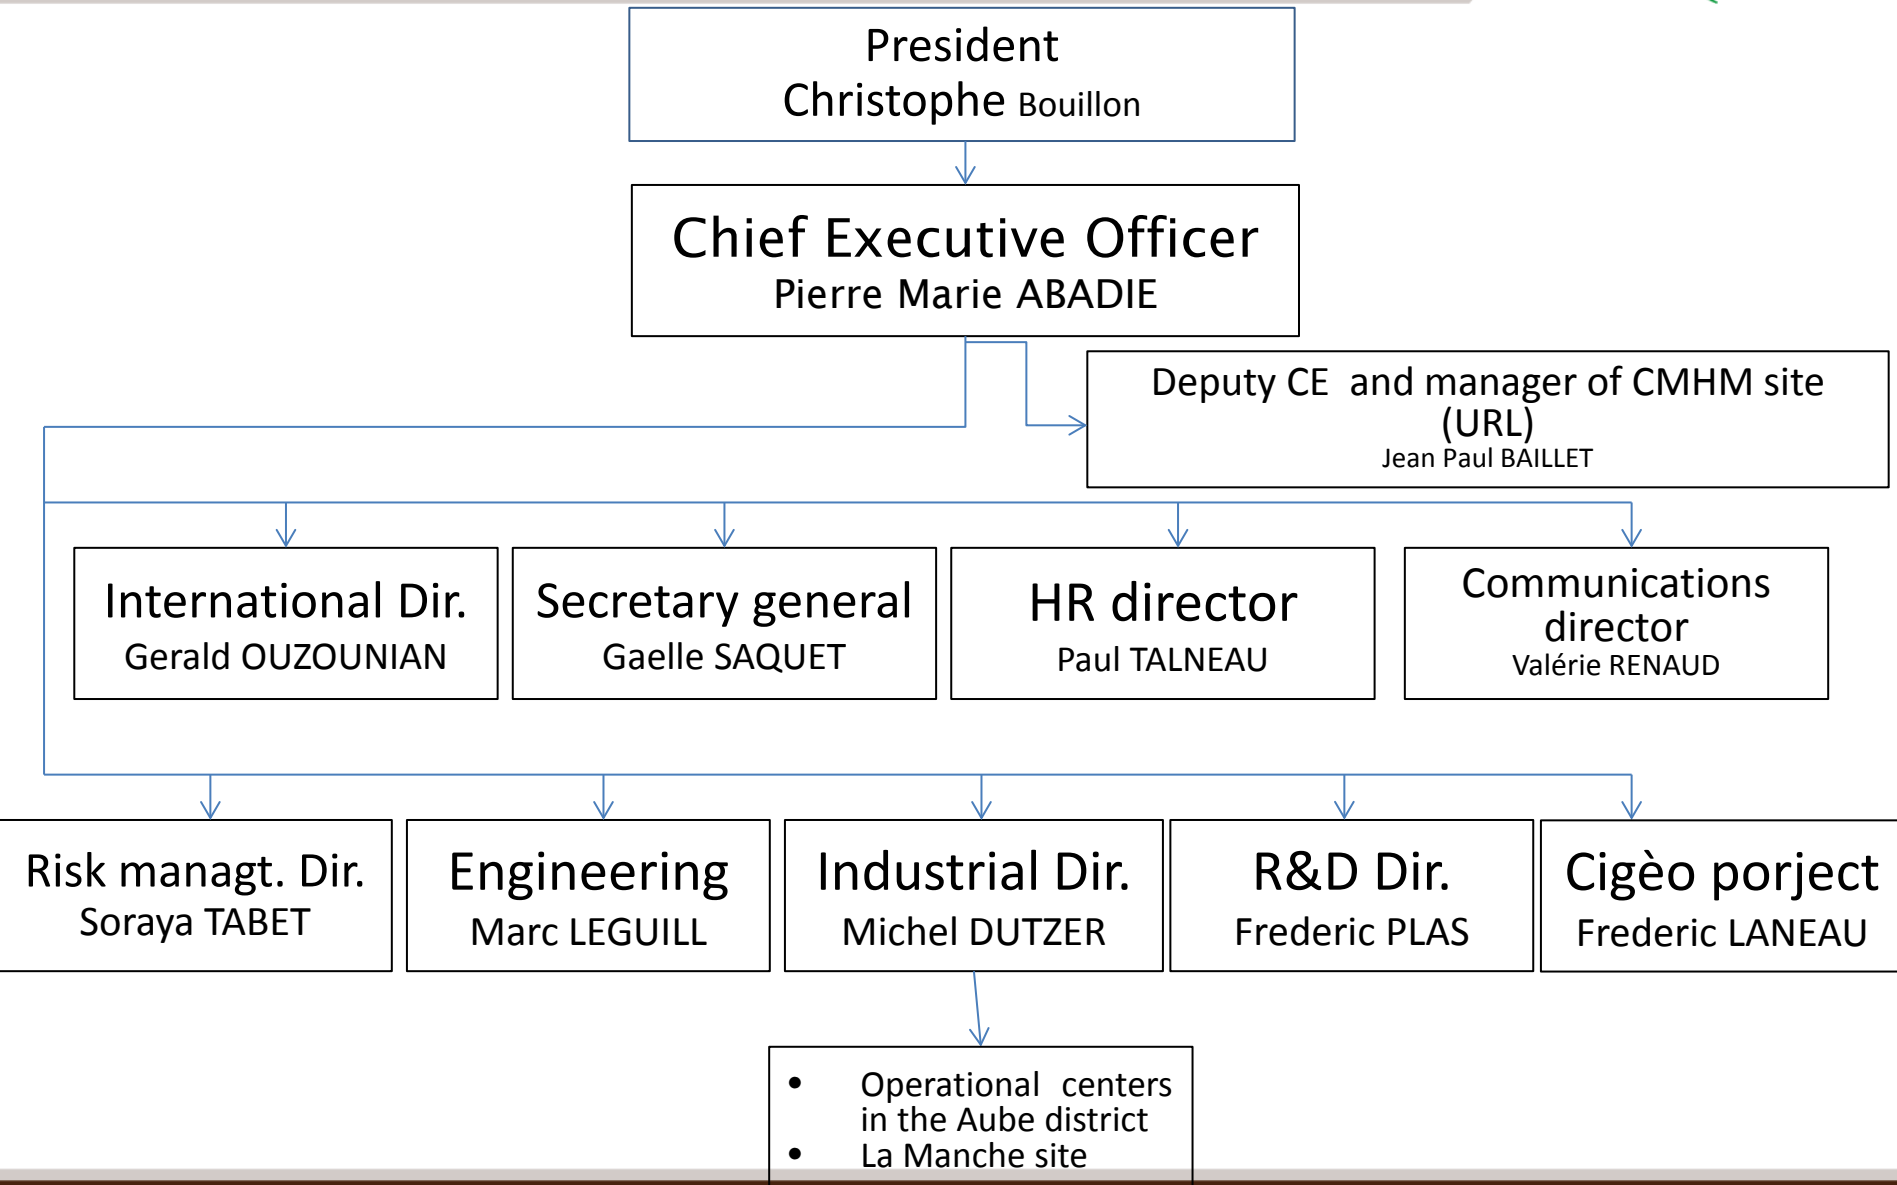 President
Christophe Bouillon
Chief Executive Officer
Pierre Marie ABADIE
Deputy CE and manager of CMHM site
(URL)
Jean Paul BAILLET
International Dir.
Gerald OUZOUNIAN
Secretary general
Gaelle SAQUET
HR director
Paul TALNEAU
Communications
director
Valérie RENAUD
Risk managt. Dir.
Soraya TABET
Engineering
Marc LEGUILL
Industrial Dir.
Michel DUTZER
R&D Dir.
Frederic PLAS
Cigèo porject
Frederic LANEAU
• Operational centers
in the Aube district
• La Manche site